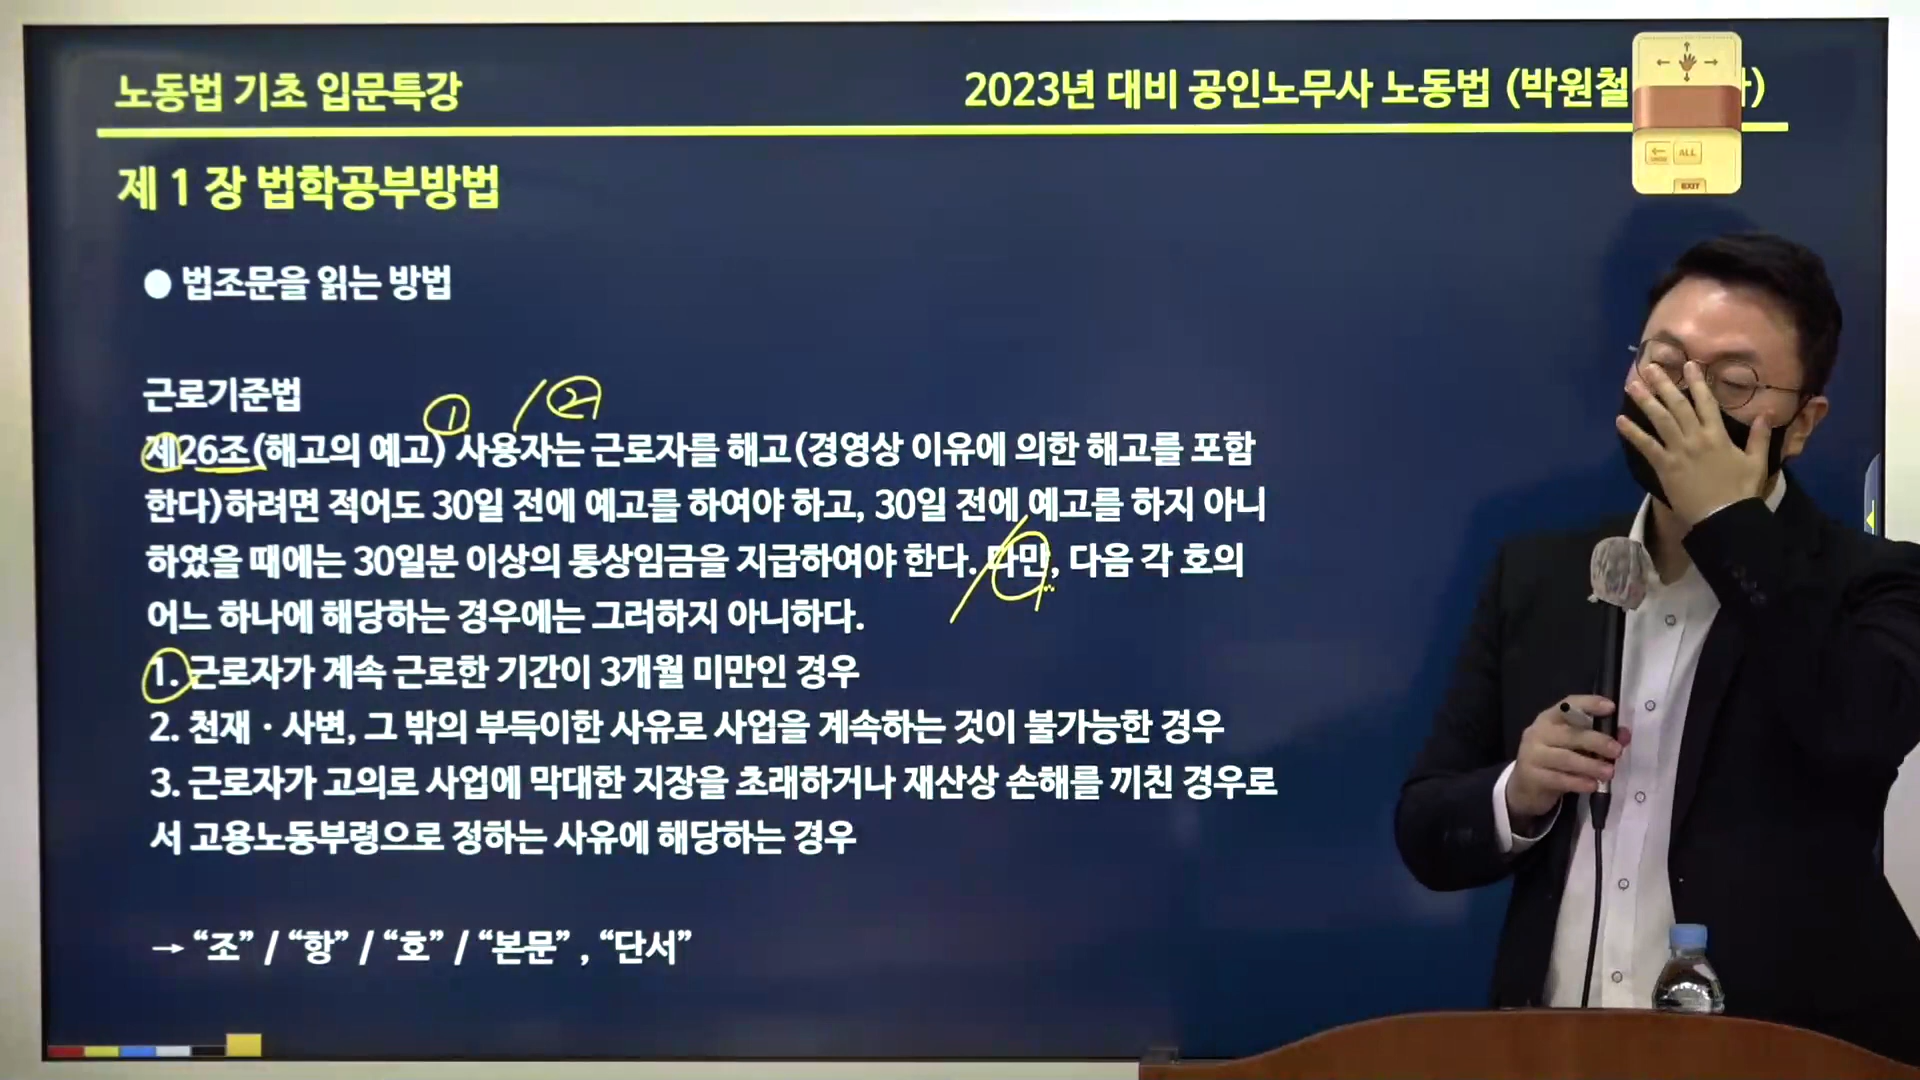 노동법 기초 입문특강
2023년 대비 공인노무사 노동법 (박원철
제 1 장 법학공부방법
● 법조문을 읽는 방법
근로기준법
① / ②
제26조(해고의 예고) 사용자는 근로자를 해고(경영상 이유에 의한 해고를 포함
한다)하려면 적어도 30일 전에 예고를 하여야 하고, 30일 전에 예고를 하지 아니
하였을 때에는 30일분 이상의 통상임금을 지급하여야 한다. 다만, 다음 각 호의
어느 하나에 해당하는 경우에는 그러하지 아니하다.
1. 근로자가 계속 근로한 기간이 3개월 미만인 경우
2. 천재 · 사변, 그 밖의 부득이한 사유로 사업을 계속하는 것이 불가능한 경우
3. 근로자가 고의로 사업에 막대한 지장을 초래하거나 재산상 손해를 끼친 경우로
서 고용노동부령으로 정하는 사유에 해당하는 경우
→ “조” / “항” / “호” / “본문” , “단서”
ALL
EXIT